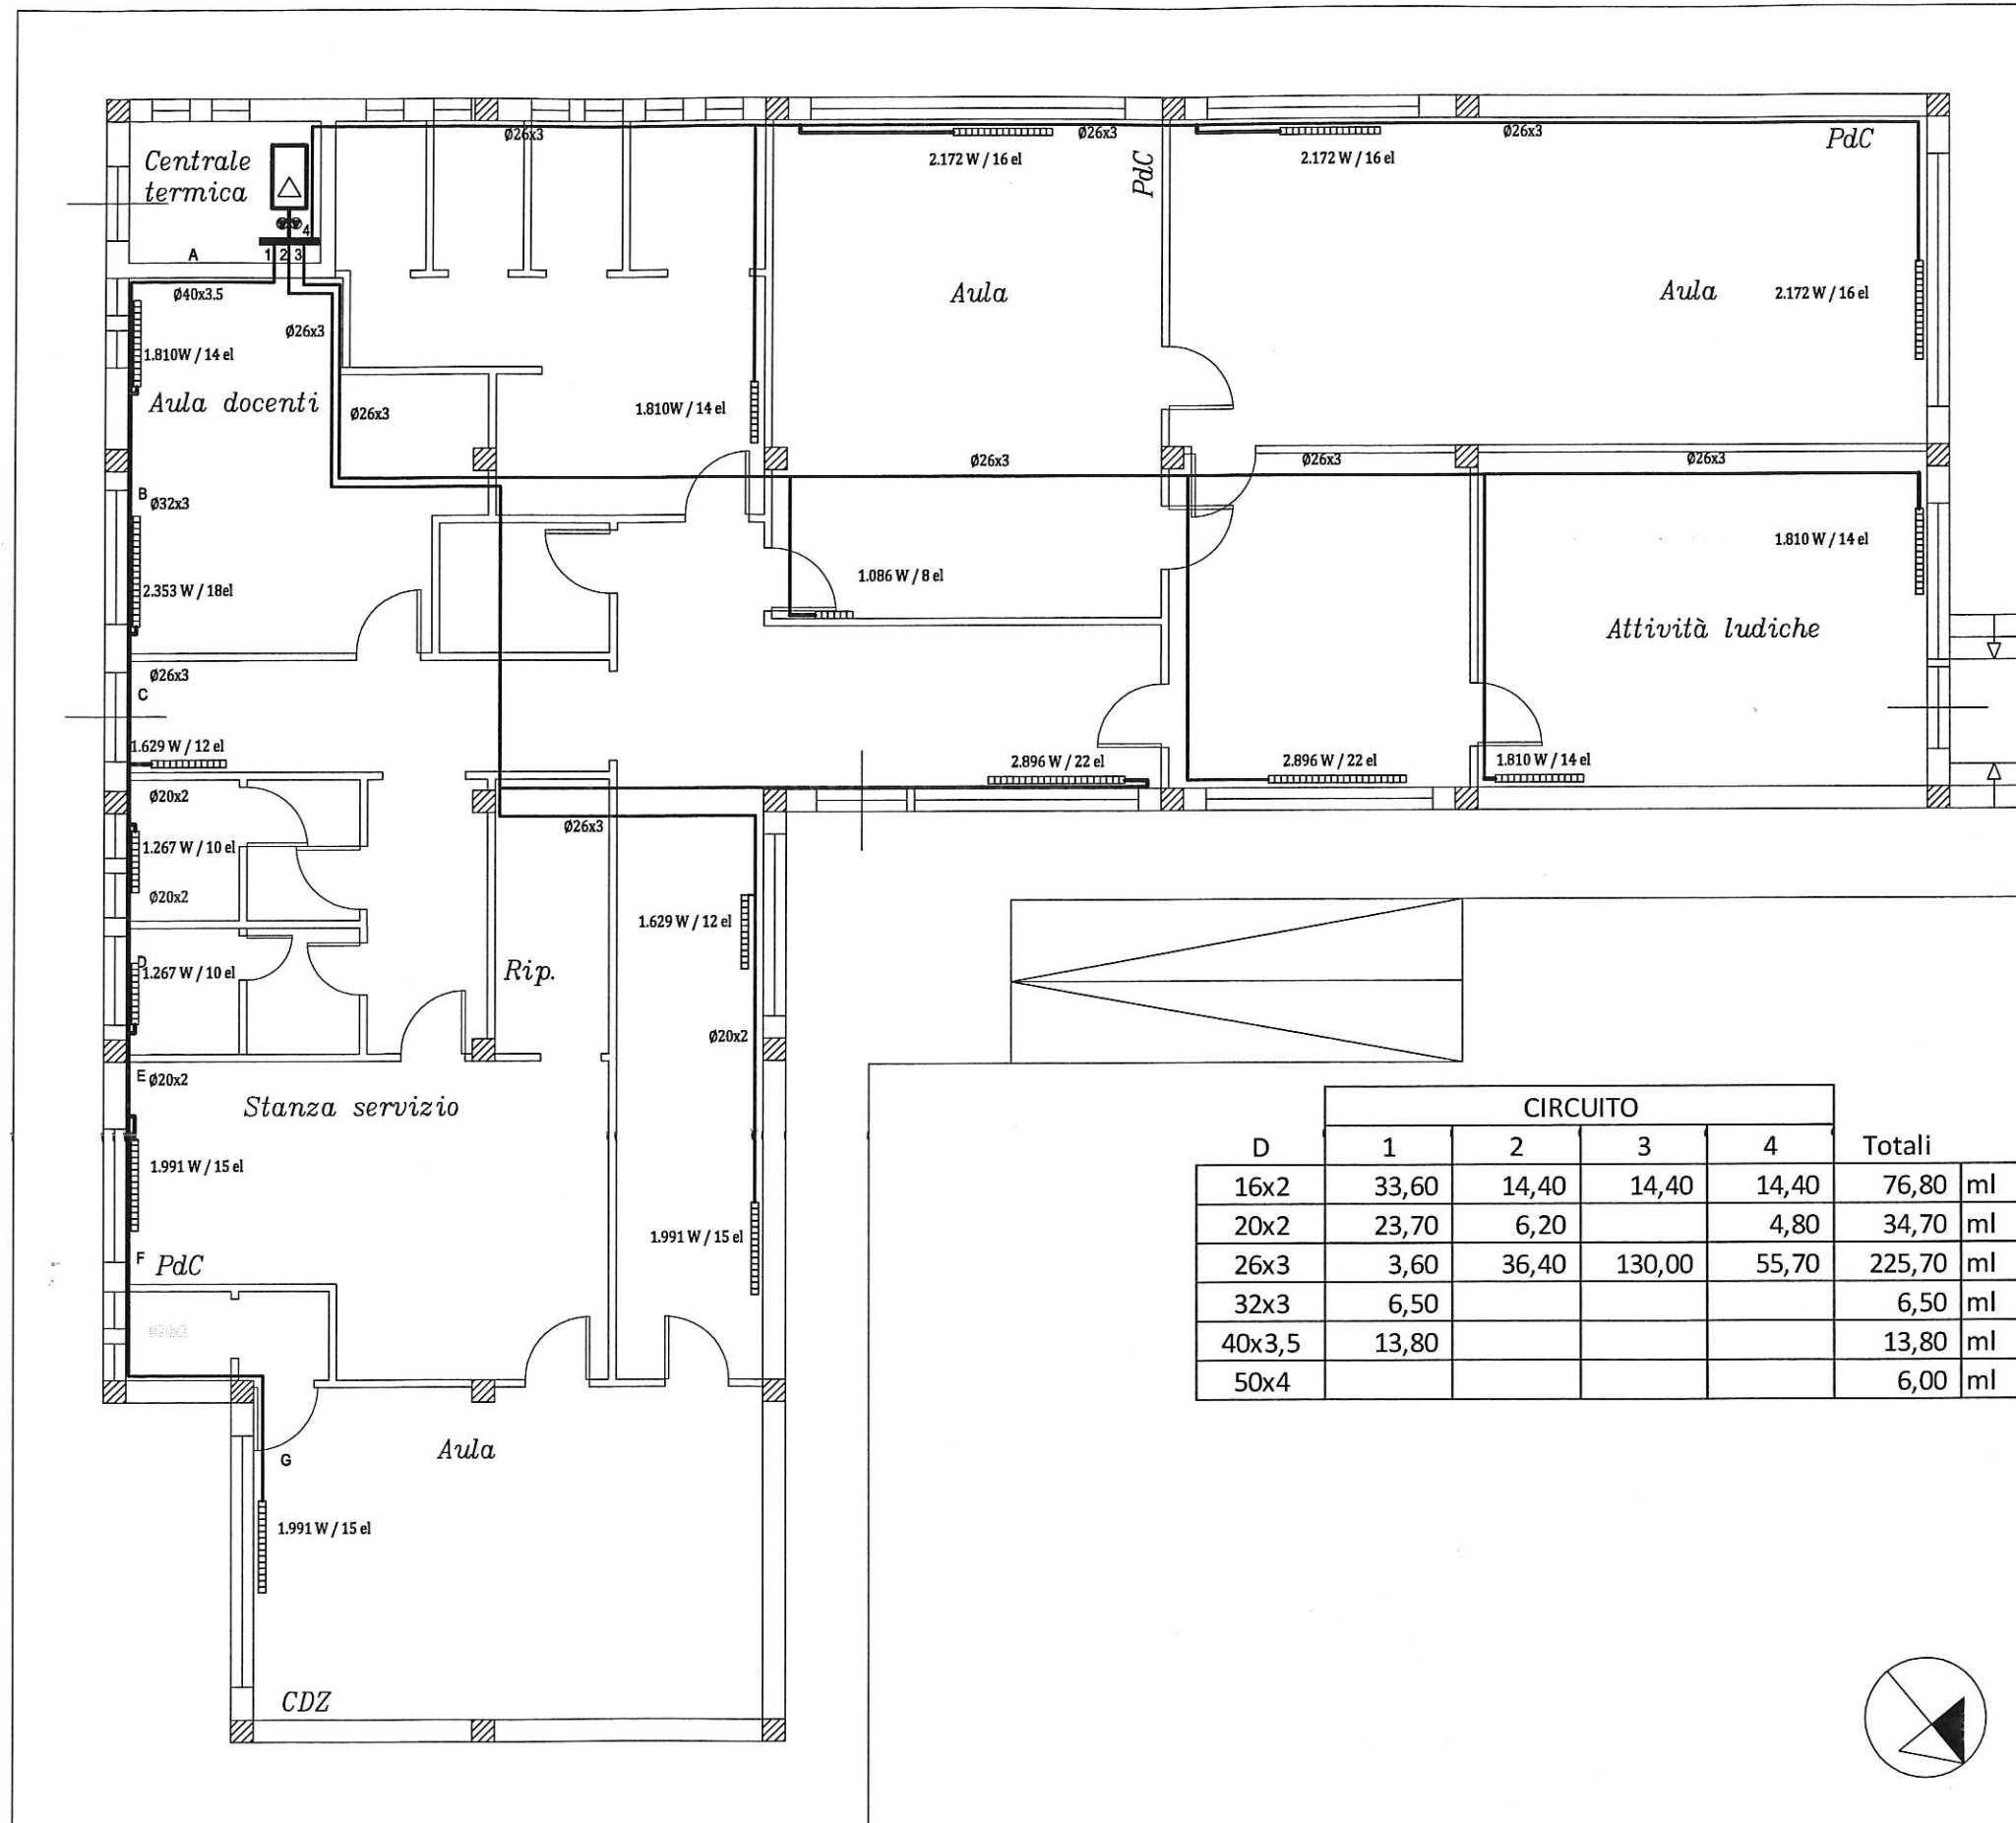 Ø26x3
Ø26x3
Ø26x3
PdC
Centrale
termica
2.172 W / 16 el
2.172 W / 16 el
PdC
4
1 2 3
A
Ø40x3.5
Aula
Aula
2.172 W / 16 el
Ø26x3
1.810W / 14 el
Aula docenti
Ø26x3
1.810W / 14 el
Ø26x3
Ø26x3
Ø26x3
B
Ø32x3
1.810 W / 14 el
2.353 W / 18el
1.086 W / 8 el
Attività ludiche
Ø26x3
C
1.629 W / 12 el
2.896 W / 22 el
2.896 W / 22 el
1.810 W / 14 el
Ø20x2
Ø26x3
1.267 W / 10 el
Ø20x2
1.629 W / 12 el
D
1.267 W / 10 el
Rip.
Ø20x2
E Ø20x2
Stanza servizio
1.991 W / 15 el
1.991 W / 15 el
F
PdC
Aula
G
1.991 W / 15 el
CDZ
CIRCUITO
D 1 2 3 4 Totali
16x2 33,60 14,40 14,40 14,40 76,80 ml
20x2 23,70 6,20 4,80 34,70 ml
26x3 3,60 36,40 130,00 55,70 225,70 ml
32x3 6,50 6,50 ml
40x3,5 13,80 13,80 ml
50x4 6,00 ml